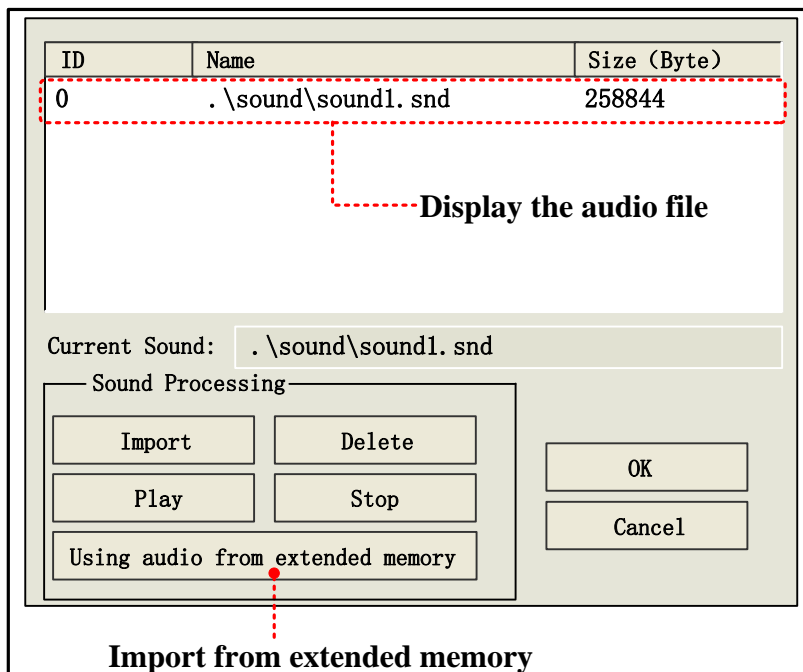 ID Name Size (Byte)
0 .\sound\sound1.snd 258844
Display the audio file
Current Sound: .\sound\sound1.snd
Sound Processing
Import Delete
OK
Play Stop
Cancel
Using audio from extended memory
Import from extended memory